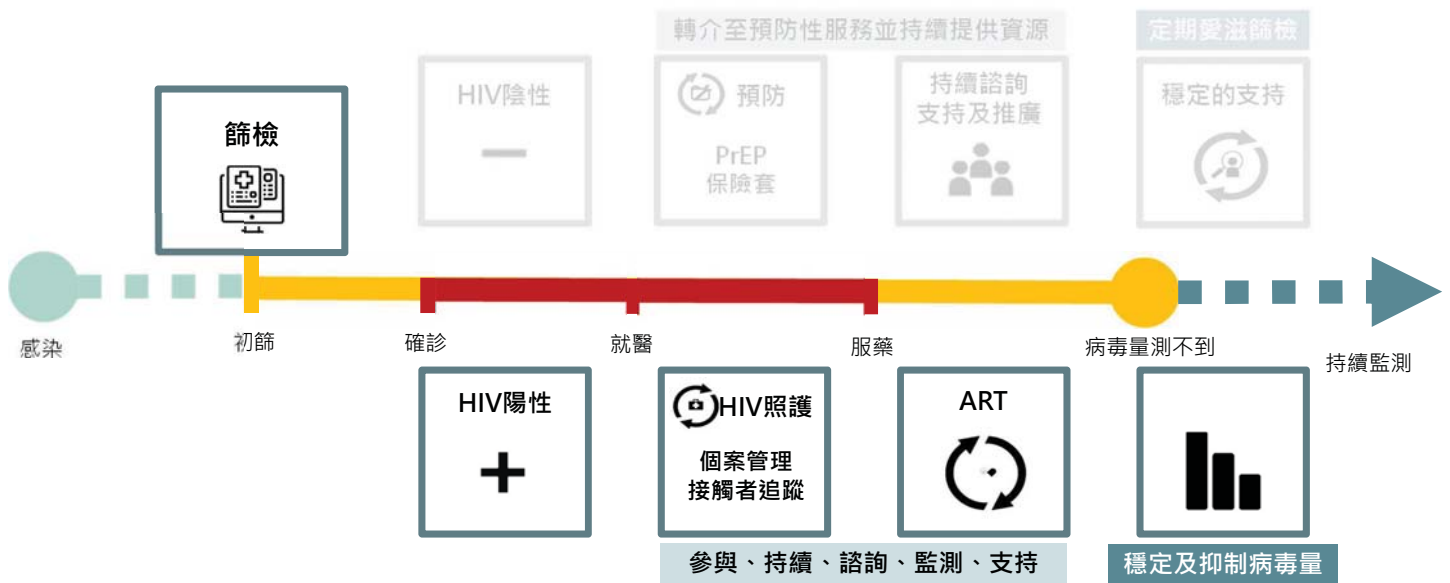 轉介至預防性服務並持續提供資源
定期愛滋篩檢
篩檢
HIV陰性
預防
PrEP
保險套
持續諮詢
支持及推廣
穩定的支持
感染
初篩
確診
就醫
服藥
病毒量測不到
持續監測
HIV陽性
HIV照護
個案管理
接觸者追蹤
ART
參與、持續、諮詢、監測、支持
穩定及抑制病毒量